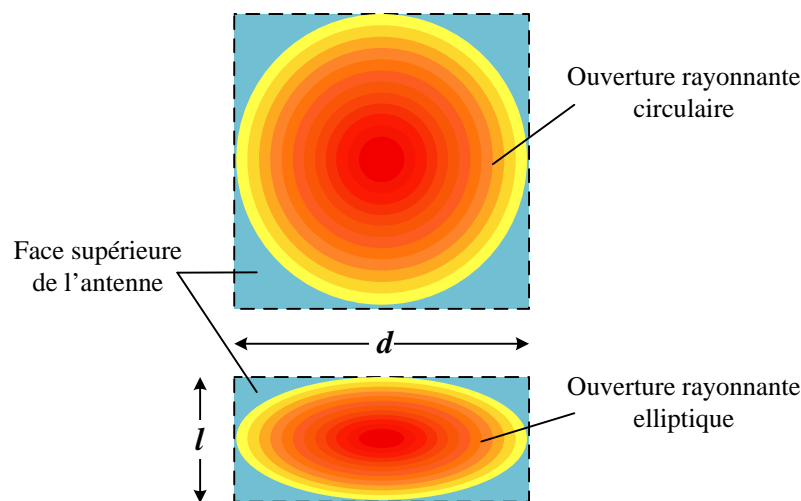 Ouverture rayonnante
circulaire
Face supérieure
de l’antenne
d
l
Ouverture rayonnante
elliptique